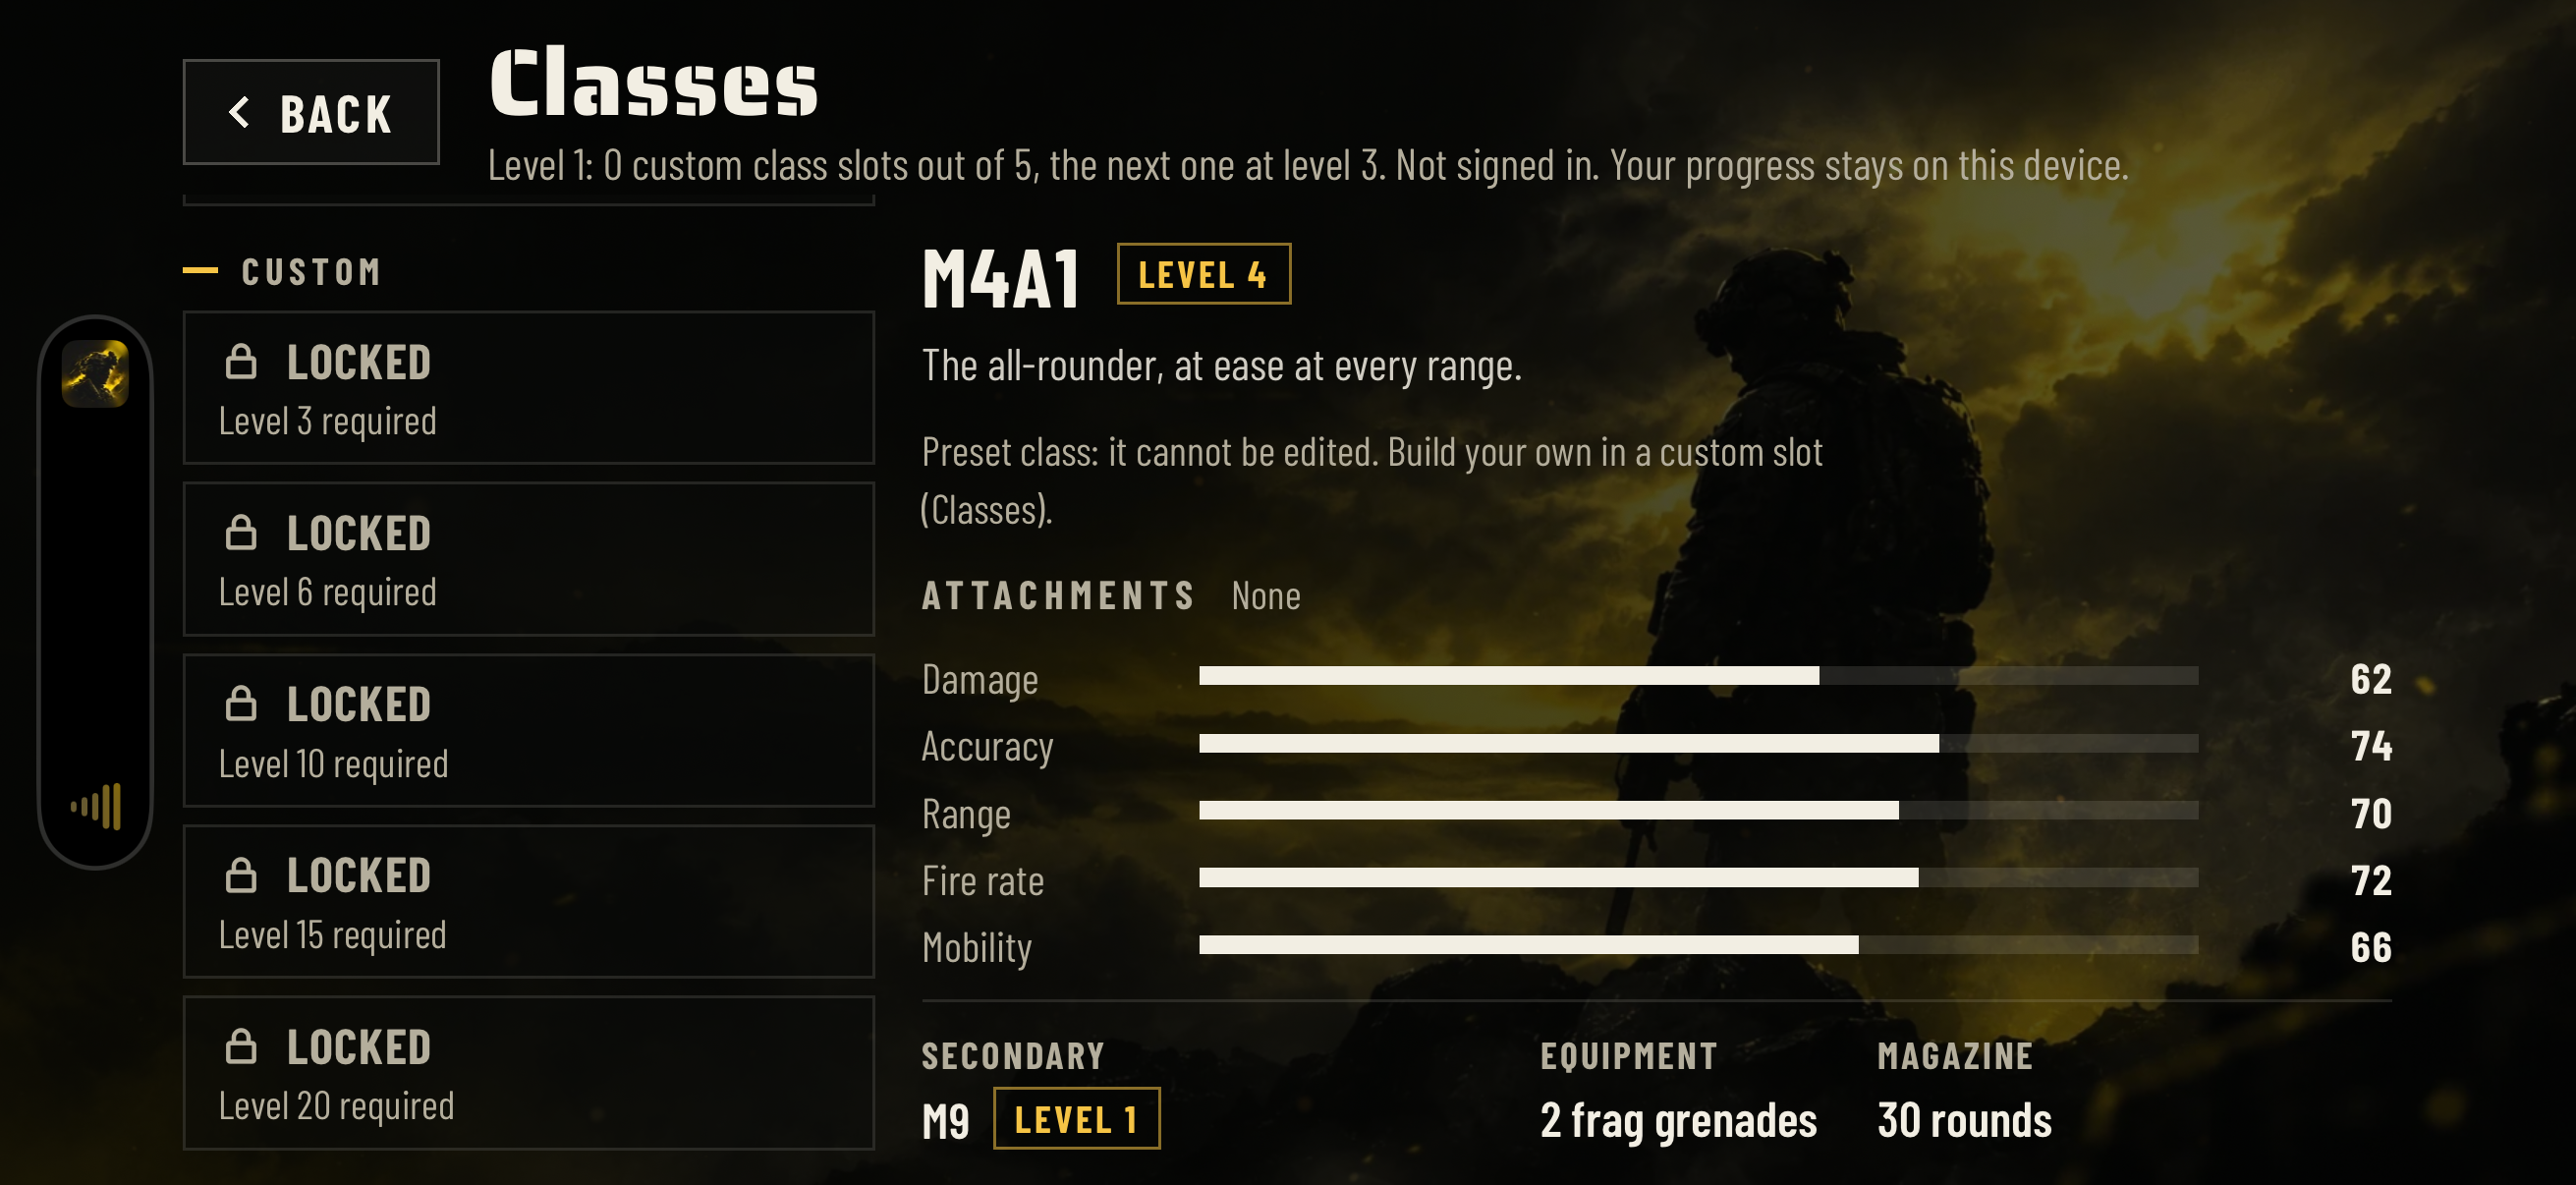 BACK
Classes
Level 1: 0 custom class slots out of 5, the next one at level 3. Not signed in. Your progress stays on this device.
CUSTOM
LOCKED
Level 3 required
LOCKED
Level 6 required
LOCKED
Level 10 required
LOCKED
Level 15 required
LOCKED
Level 20 required
M4A1 LEVEL 4
The all-rounder, at ease at every range.
Preset class: it cannot be edited. Build your own in a custom slot
(Classes).
ATTACHMENTS None
Damage 62
Accuracy 74
Range 70
Fire rate 72
Mobility 66
SECONDARY
M9 LEVEL 1
EQUIPMENT
2 frag grenades
MAGAZINE
30 rounds